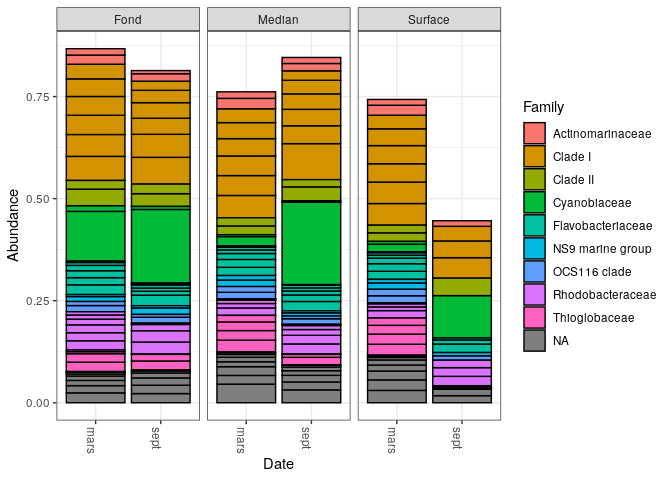 Fond
Median
Surface
0.75
0.50
0.25
0.00
Abundance
mars
sept
mars
sept
mars
sept
Date
Family
Actinomarinaceae
Clade I
Clade II
Cyanobiaceae
Flavobacteriaceae
NS9 marine group
OCS116 clade
Rhodobacteraceae
Thioglobaceae
NA